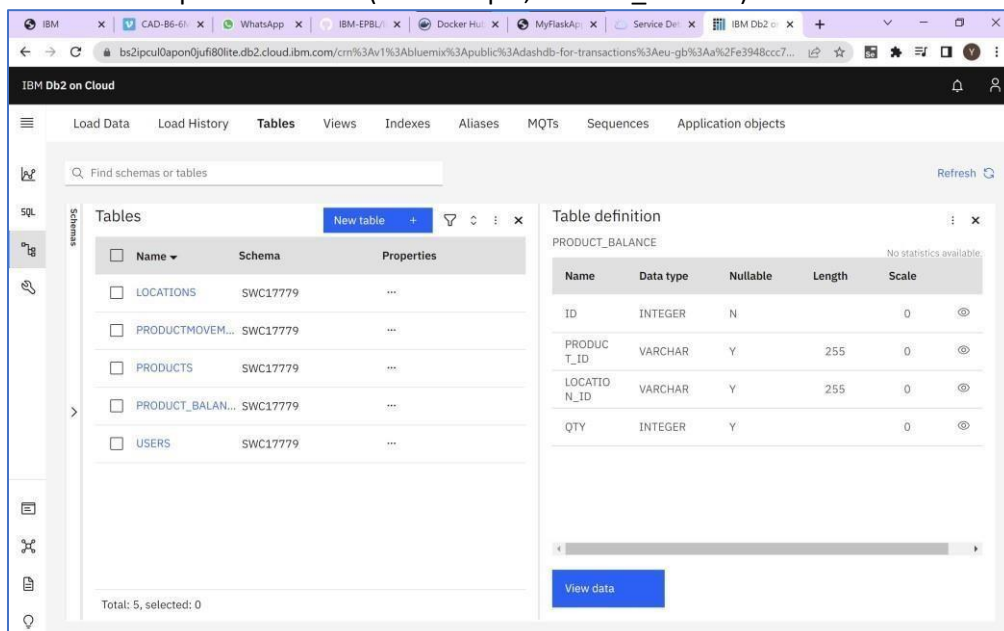 IBM
CAD-B6-6
WhatsApp
IBM-EPBL/
Docker Hu
MyFlaskAp
Service Det
IBM Db2 o
bs2ipcul0apon0jufi80lite.db2.cloud.ibm.com/crn%3Av1%3Abluemix%3Apublic%3Adashdb-for-transactions%3Aeu-gb%3Aa%2Fe3948ccc7...
IBM Db2 on Cloud
Load Data Load History Tables Views Indexes Aliases MQTs Sequences Application objects
Find schemas or tables
Refresh
SQL
Schemas
Tables
New table +
Name Schema Properties
LOCATIONS SWC17779 ...
PRODUCTMOVEM... SWC17779 ...
PRODUCTS SWC17779 ...
PRODUCT_BALAN... SWC17779 ...
USERS SWC17779 ...
Total: 5, selected: 0
Table definition
PRODUCT_BALANCE
No statistics available.
Name Data type Nullable Length Scale
ID INTEGER N 0
PRODUC
T_ID VARCHAR Y 255 0
LOCATIO
N_ID VARCHAR Y 255 0
QTY INTEGER Y 0
View data